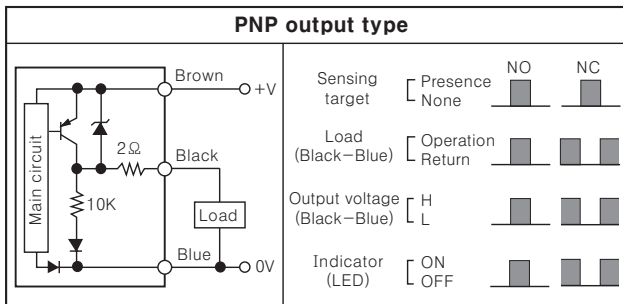 PNP output type
Brown
+V
Main circuit
2Ω
Black
10K
Load
Blue
0V
NO NC
Sensing target Presence
None
Load (Black−Blue) Operation
Return
Output voltage (Black−Blue) H
L
Indicator (LED) ON
OFF